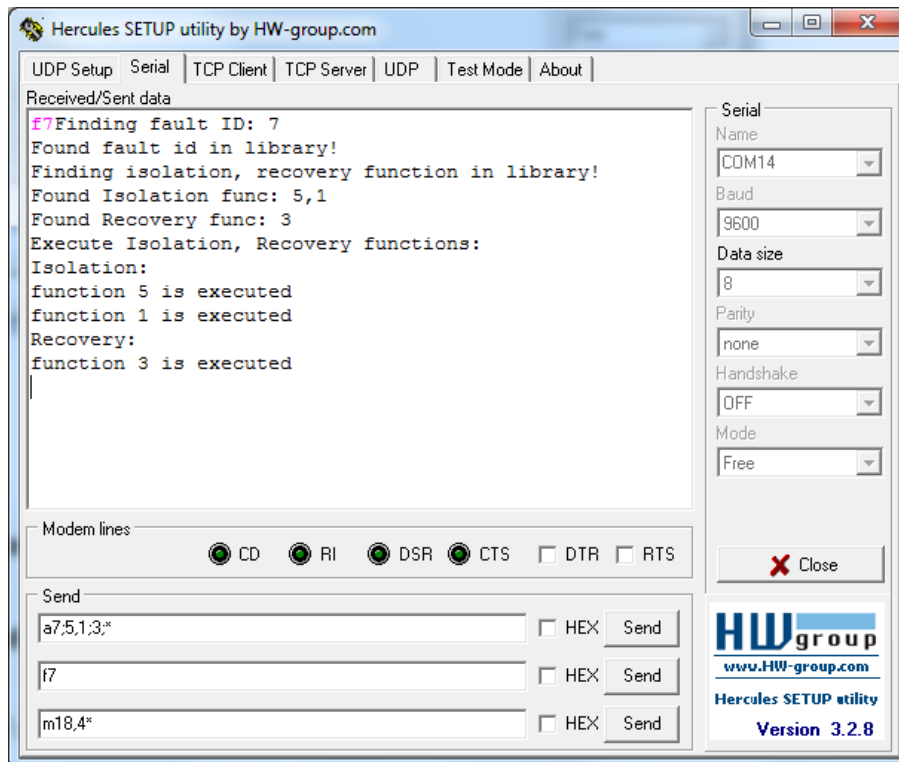 Hercules SETUP utility by HW-group.com
UDP Setup Serial TCP Client TCP Server UDP Test Mode About
Received/Sent data
f7Finding fault ID: 7
Found fault id in library!
Finding isolation, recovery function in library!
Found Isolation func: 5,1
Found Recovery func: 3
Execute Isolation, Recovery functions:
Isolation:
function 5 is executed
function 1 is executed
Recovery:
function 3 is executed
Serial
Name
COM14
Baud
9600
Data size
8
Parity
none
Handshake
OFF
Mode
Free
Modem lines
CD RI DSR CTS DTR RTS
Close
Send
a7;5,1;3;* HEX Send
f7 HEX Send
m18,4* HEX Send
HW group
www.HW-group.com
Hercules SETUP utility
Version 3.2.8